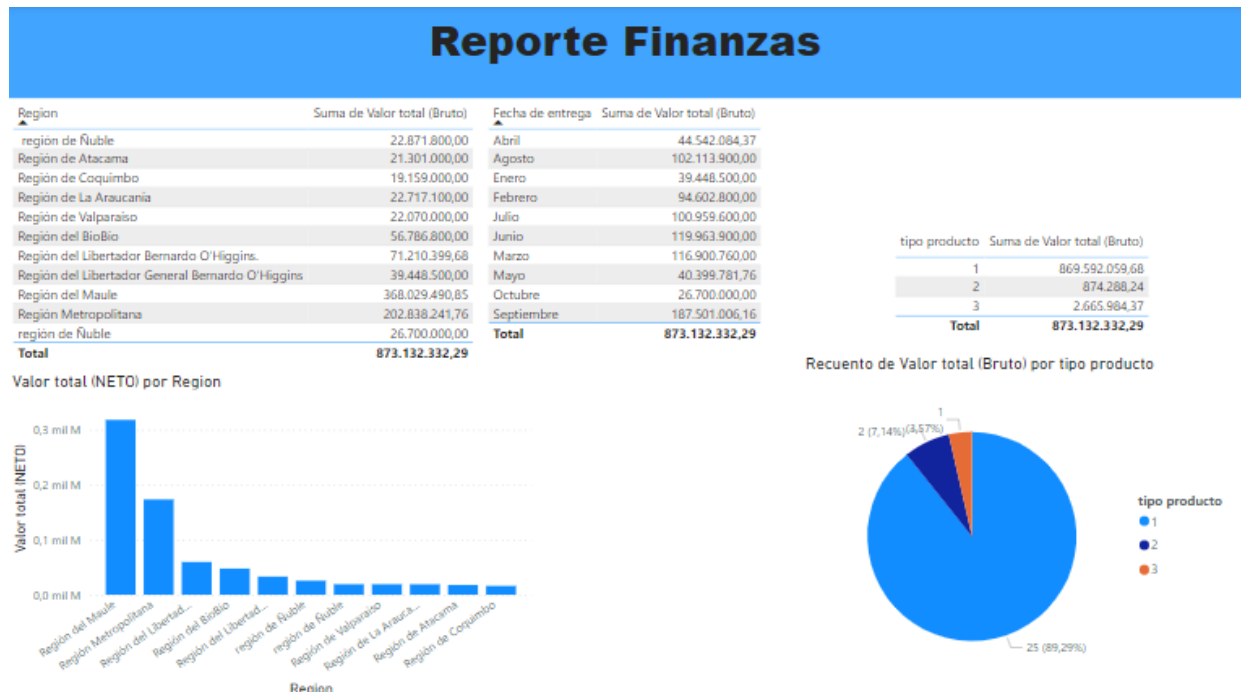 Reporte Finanzas
Region Suma de Valor total (Bruto)
región de Ñuble 22.871.800,00
Región de Atacama 21.301.000,00
Región de Coquimbo 19.159.000,00
Región de La Araucanía 22.717.100,00
Región de Valparaiso 22.070.000,00
Región del BioBio 56.786.800,00
Región del Libertador Bernardo O'Higgins. 71.210.399,68
Región del Libertador General Bernardo O'Higgins 39.448.500,00
Región del Maule 368.029.490,85
Región Metropolitana 202.838.241,76
región de Ñuble 26.700.000,00
Total 873.132.332,29
Fecha de entrega Suma de Valor total (Bruto)
Abril 44.542.084,37
Agosto 102.113.900,00
Enero 39.448.500,00
Febrero 94.602.800,00
Julio 100.959.600,00
Junio 119.963.900,00
Marzo 116.900.760,00
Mayo 40.399.781,76
Octubre 26.700.000,00
Septiembre 187.501.006,16
Total 873.132.332,29
tipo producto Suma de Valor total (Bruto)
1 869.592.059,68
2 874.288,24
3 2.665.984,37
Total 873.132.332,29
Valor total (NETO) por Region
Valor total (NETO)
0,3 mil M
0,2 mil M
0,1 mil M
0,0 mil M
Región del Maule
Región Metropolitana
Región del Libertad...
Región del BioBio
Región del Libertad...
región de Ñuble
región de Ñuble
Región de Valparaiso
Región de La Arauca...
Región de Atacama
Región de Coquimbo
Region
Recuento de Valor total (Bruto) por tipo producto
1
(3,57%)
2 (7,14%)
25 (89,29%)
tipo producto
1
2
3